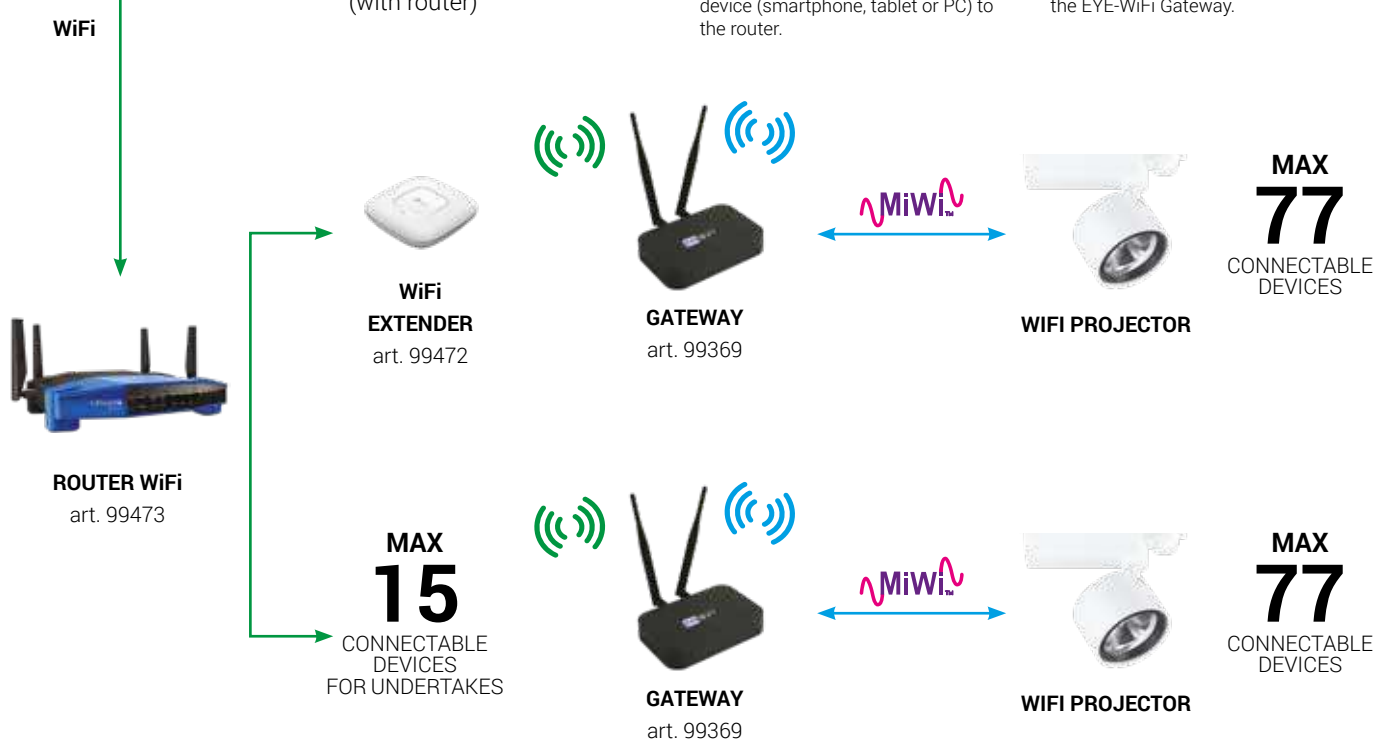 (with router)
device (smartphone, tablet or PC) to
the router.
the EYE-WiFi Gateway.
WiFi
MiWi™
MAX
77
CONNECTABLE
DEVICES
WiFi
EXTENDER
art. 99472
GATEWAY
art. 99369
WIFI PROJECTOR
ROUTER WiFi
art. 99473
MAX
15
CONNECTABLE
DEVICES
FOR UNDERTAKES
MiWi™
MAX
77
CONNECTABLE
DEVICES
GATEWAY
art. 99369
WIFI PROJECTOR